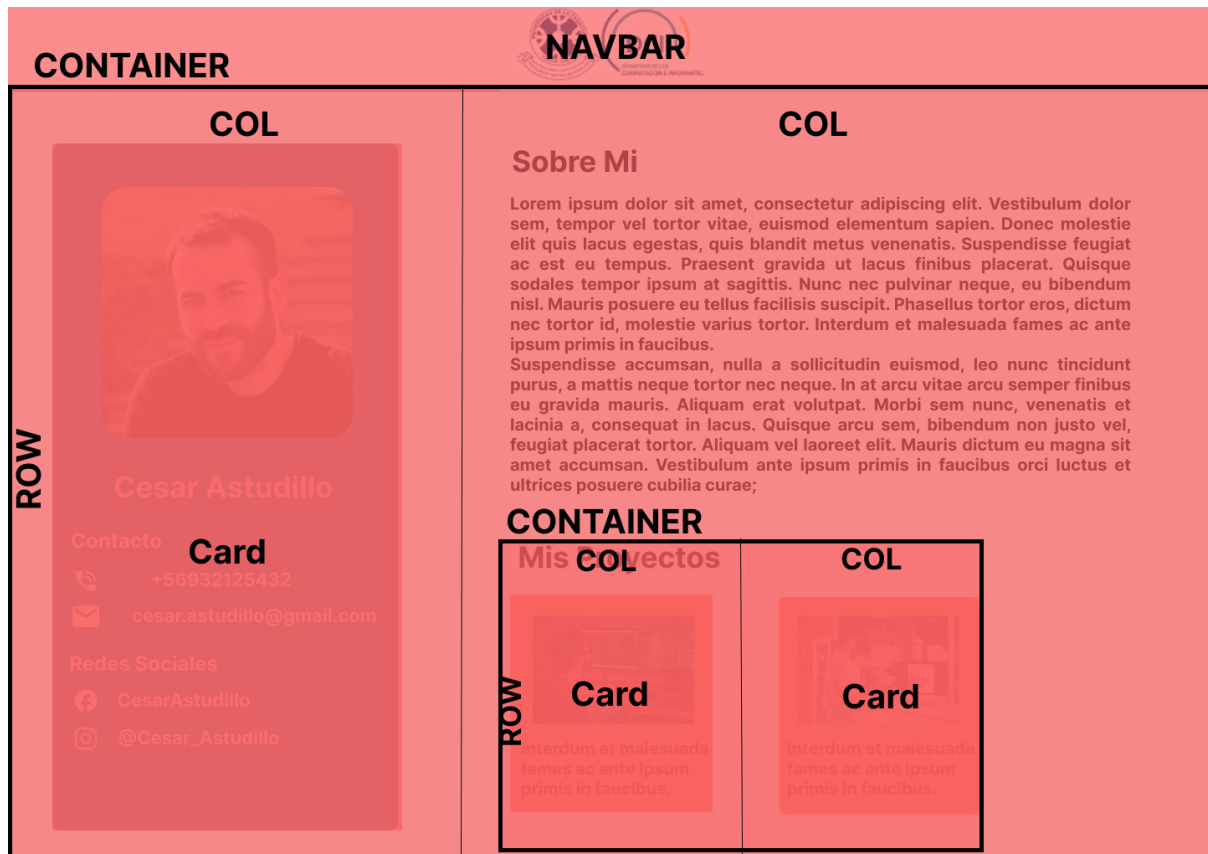 NAVBAR
CONTAINER
COMPUTACIÓN E INFORMÁTIC
COL
Cesar Astudillo
Contacto
Card
+56932125432
cesar.astudillo@gmail.com
Redes Sociales
CesarAstudillo
@Cesar_Astudillo
ROW
COL
Sobre Mi
Lorem ipsum dolor sit amet, consectetur adipiscing elit. Vestibulum dolor
sem, tempor vel tortor vitae, euismod elementum sapien. Donec molestie
elit quis lacus egestas, quis blandit metus venenatis. Suspendisse feugiat
ac est eu tempus. Praesent gravida ut lacus finibus placerat. Quisque
sodales tempor ipsum at sagittis. Nunc nec pulvinar neque, eu bibendum
nisl. Mauris posuere eu tellus facilisis suscipit. Phasellus tortor eros, dictum
nec tortor id, molestie varius tortor. Interdum et malesuada fames ac ante
ipsum primis in faucibus.
Suspendisse accumsan, nulla a sollicitudin euismod, leo nunc tincidunt
purus, a mattis neque tortor nec neque. In at arcu vitae arcu semper finibus
eu gravida mauris. Aliquam erat volutpat. Morbi sem nunc, venenatis et
lacinia a, consequat in lacus. Quisque arcu sem, bibendum non justo vel,
feugiat placerat tortor. Aliquam vel laoreet elit. Mauris dictum eu magna sit
amet accumsan. Vestibulum ante ipsum primis in faucibus orci luctus et
ultrices posuere cubilia curae;
CONTAINER
Mis Proyectos
COL
COL
ROW
Card
Interdum et malesuada
fames ac ante ipsum
primis in faucibus.
Card
Interdum et malesuada
fames ac ante ipsum
primis in faucibus.